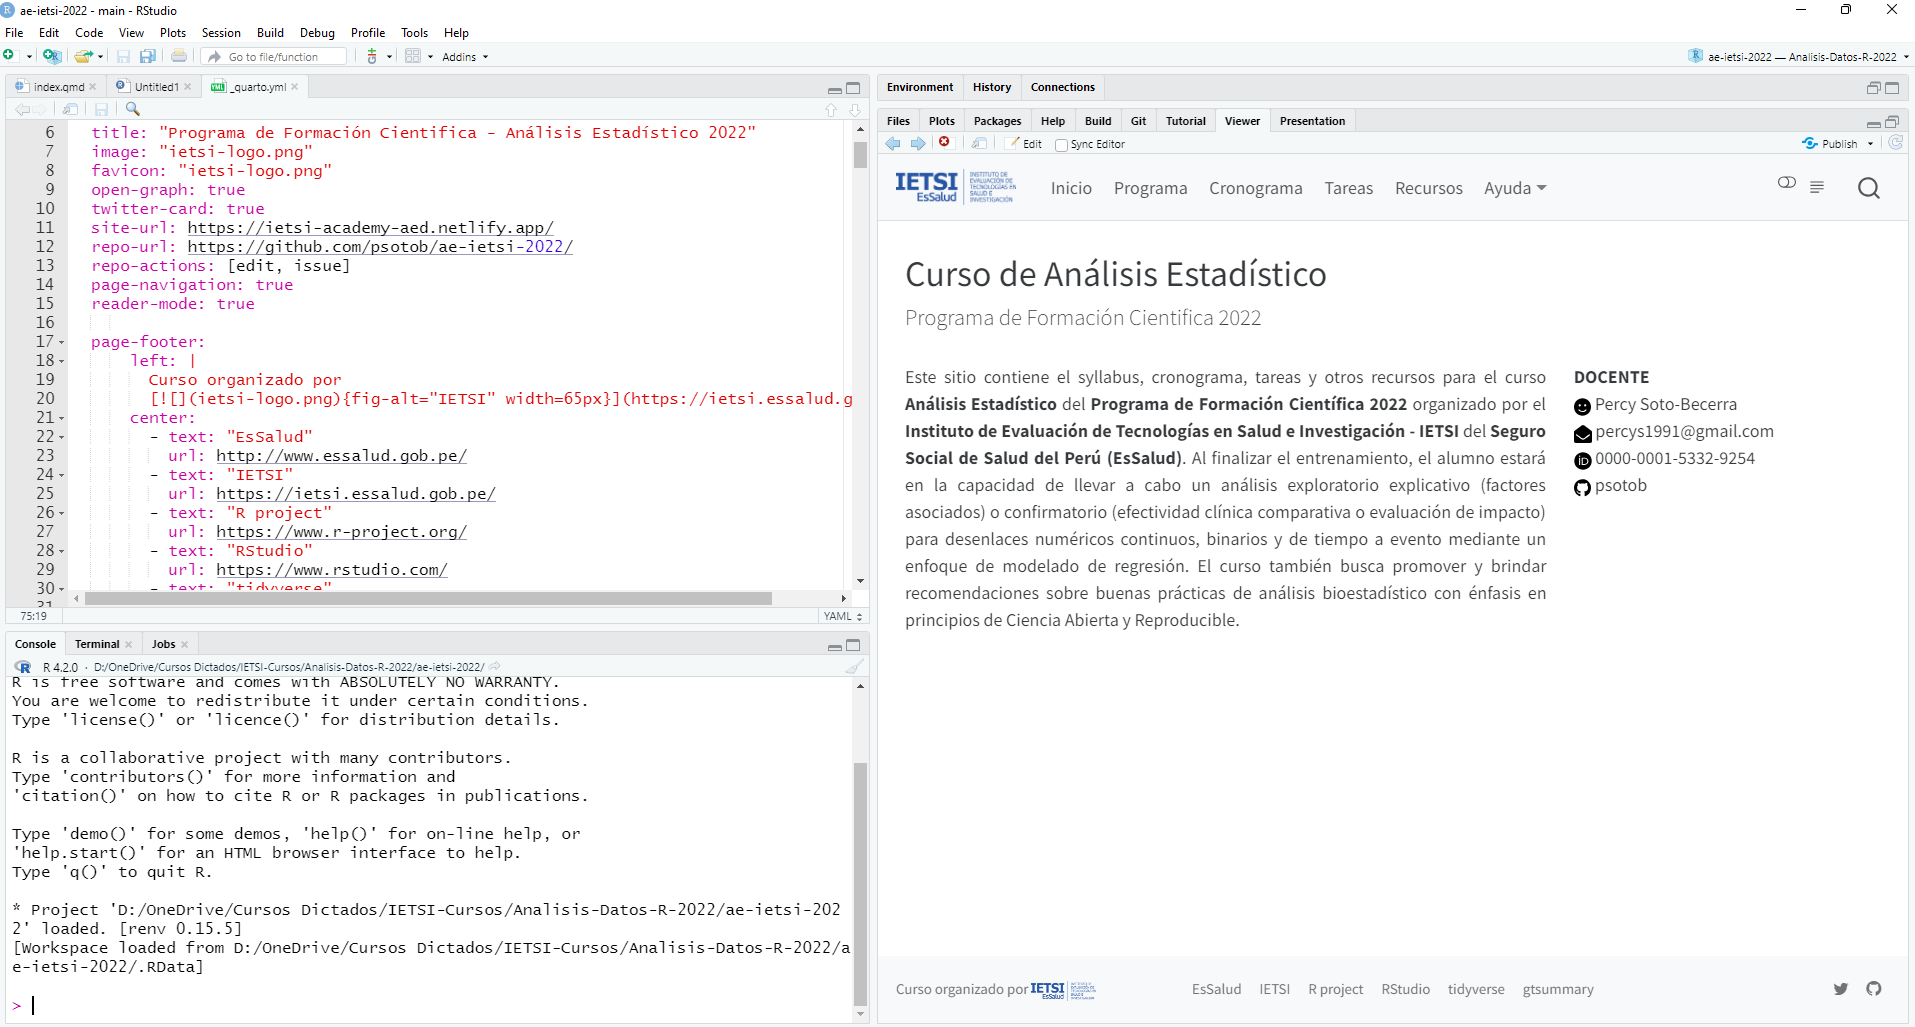 ae-ietsi-2022 - main - RStudio
File Edit Code View Plots Session Build Debug Profile Tools Help
Go to file/function Addins ae-ietsi-2022 — Analisis-Datos-R-2022
index.qmd Untitled1 _quarto.yml
6 title: "Programa de Formación Cientifica - Análisis Estadístico 2022"
7 image: "ietsi-logo.png"
8 favicon: "ietsi-logo.png"
9 open-graph: true
10 twitter-card: true
11 site-url: https://ietsi-academy-aed.netlify.app/
12 repo-url: https://github.com/psotob/ae-ietsi-2022/
13 repo-actions: [edit, issue]
14 page-navigation: true
15 reader-mode: true
16
17 page-footer:
18 left: |
19 Curso organizado por
20 [![](ietsi-logo.png){fig-alt="IETSI" width=65px}](https://ietsi.essalud.g
21 center:
22 - text: "EsSalud"
23 url: http://www.essalud.gob.pe/
24 - text: "IETSI"
25 url: https://ietsi.essalud.gob.pe/
26 - text: "R project"
27 url: https://www.r-project.org/
28 - text: "RStudio"
29 url: https://www.rstudio.com/
30 - text: "tidyverse"
31
75:19 YAML
Console Terminal Jobs
R 4.2.0 · D:/OneDrive/Cursos Dictados/IETSI-Cursos/Analisis-Datos-R-2022/ae-ietsi-2022/
R is free software and comes with ABSOLUTELY NO WARRANTY.
You are welcome to redistribute it under certain conditions.
Type 'license()' or 'licence()' for distribution details.
R is a collaborative project with many contributors.
Type 'contributors()' for more information and
'citation()' on how to cite R or R packages in publications.
Type 'demo()' for some demos, 'help()' for on-line help, or
'help.start()' for an HTML browser interface to help.
Type 'q()' to quit R.
* Project 'D:/OneDrive/Cursos Dictados/IETSI-Cursos/Analisis-Datos-R-2022/ae-ietsi-202
2' loaded. [renv 0.15.5]
[Workspace loaded from D:/OneDrive/Cursos Dictados/IETSI-Cursos/Analisis-Datos-R-2022/a
e-ietsi-2022/.RData]
>
Environment History Connections
Files Plots Packages Help Build Git Tutorial Viewer Presentation
Edit Sync Editor Publish
IETSI EsSalud
INSTITUTO DE
EVALUACIÓN DE
TECNOLOGÍAS EN
SALUD E
INVESTIGACIÓN
Inicio Programa Cronograma Tareas Recursos Ayuda
Curso de Análisis Estadístico
Programa de Formación Cientifica 2022
Este sitio contiene el syllabus, cronograma, tareas y otros recursos para el curso
Análisis Estadístico del Programa de Formación Científica 2022 organizado por el
Instituto de Evaluación de Tecnologías en Salud e Investigación - IETSI del Seguro
Social de Salud del Perú (EsSalud). Al finalizar el entrenamiento, el alumno estará
en la capacidad de llevar a cabo un análisis exploratorio explicativo (factores
asociados) o confirmatorio (efectividad clínica comparativa o evaluación de impacto)
para desenlaces numéricos continuos, binarios y de tiempo a evento mediante un
enfoque de modelado de regresión. El curso también busca promover y brindar
recomendaciones sobre buenas prácticas de análisis bioestadístico con énfasis en
principios de Ciencia Abierta y Reproducible.
DOCENTE
Percy Soto-Becerra
percys1991@gmail.com
iD 0000-0001-5332-9254
psotob
Curso organizado por IETSI EsSalud
EsSalud IETSI R project RStudio tidyverse gtsummary